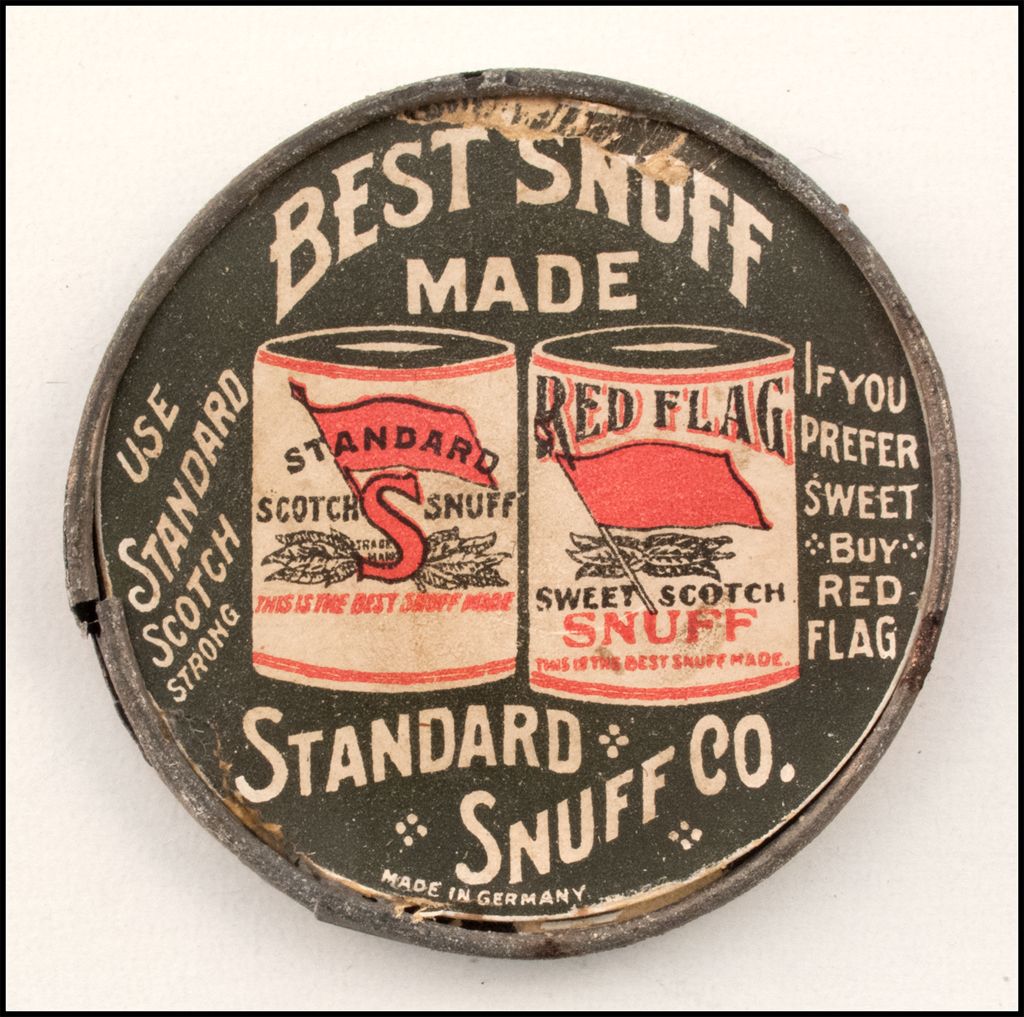 BEST SNUFF
MADE
USE
STANDARD
SCOTCH
STRONG
STANDARD
SCOTCH SNUFF
S
TRADE
MARK
THIS IS THE BEST SNUFF MADE
RED FLAG
SWEET SCOTCH
SNUFF
THIS IS THE BEST SNUFF MADE.
IF YOU
PREFER
SWEET
BUY
RED
FLAG
STANDARD
SNUFF CO.
MADE IN GERMANY